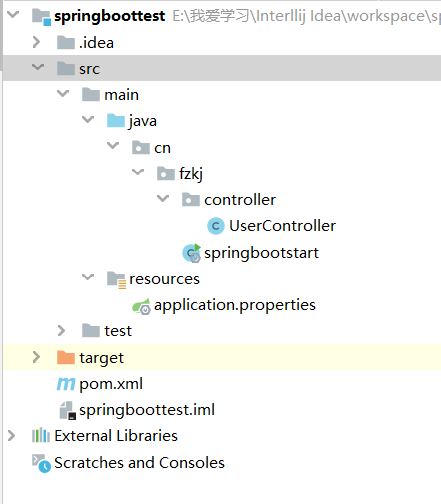 springboottest E:\我爱学习\Interllij Idea\workspace\sp
.idea
src
main
java
cn
fzkj
controller
UserController
springbootstart
resources
application.properties
test
target
pom.xml
springboottest.iml
External Libraries
Scratches and Consoles